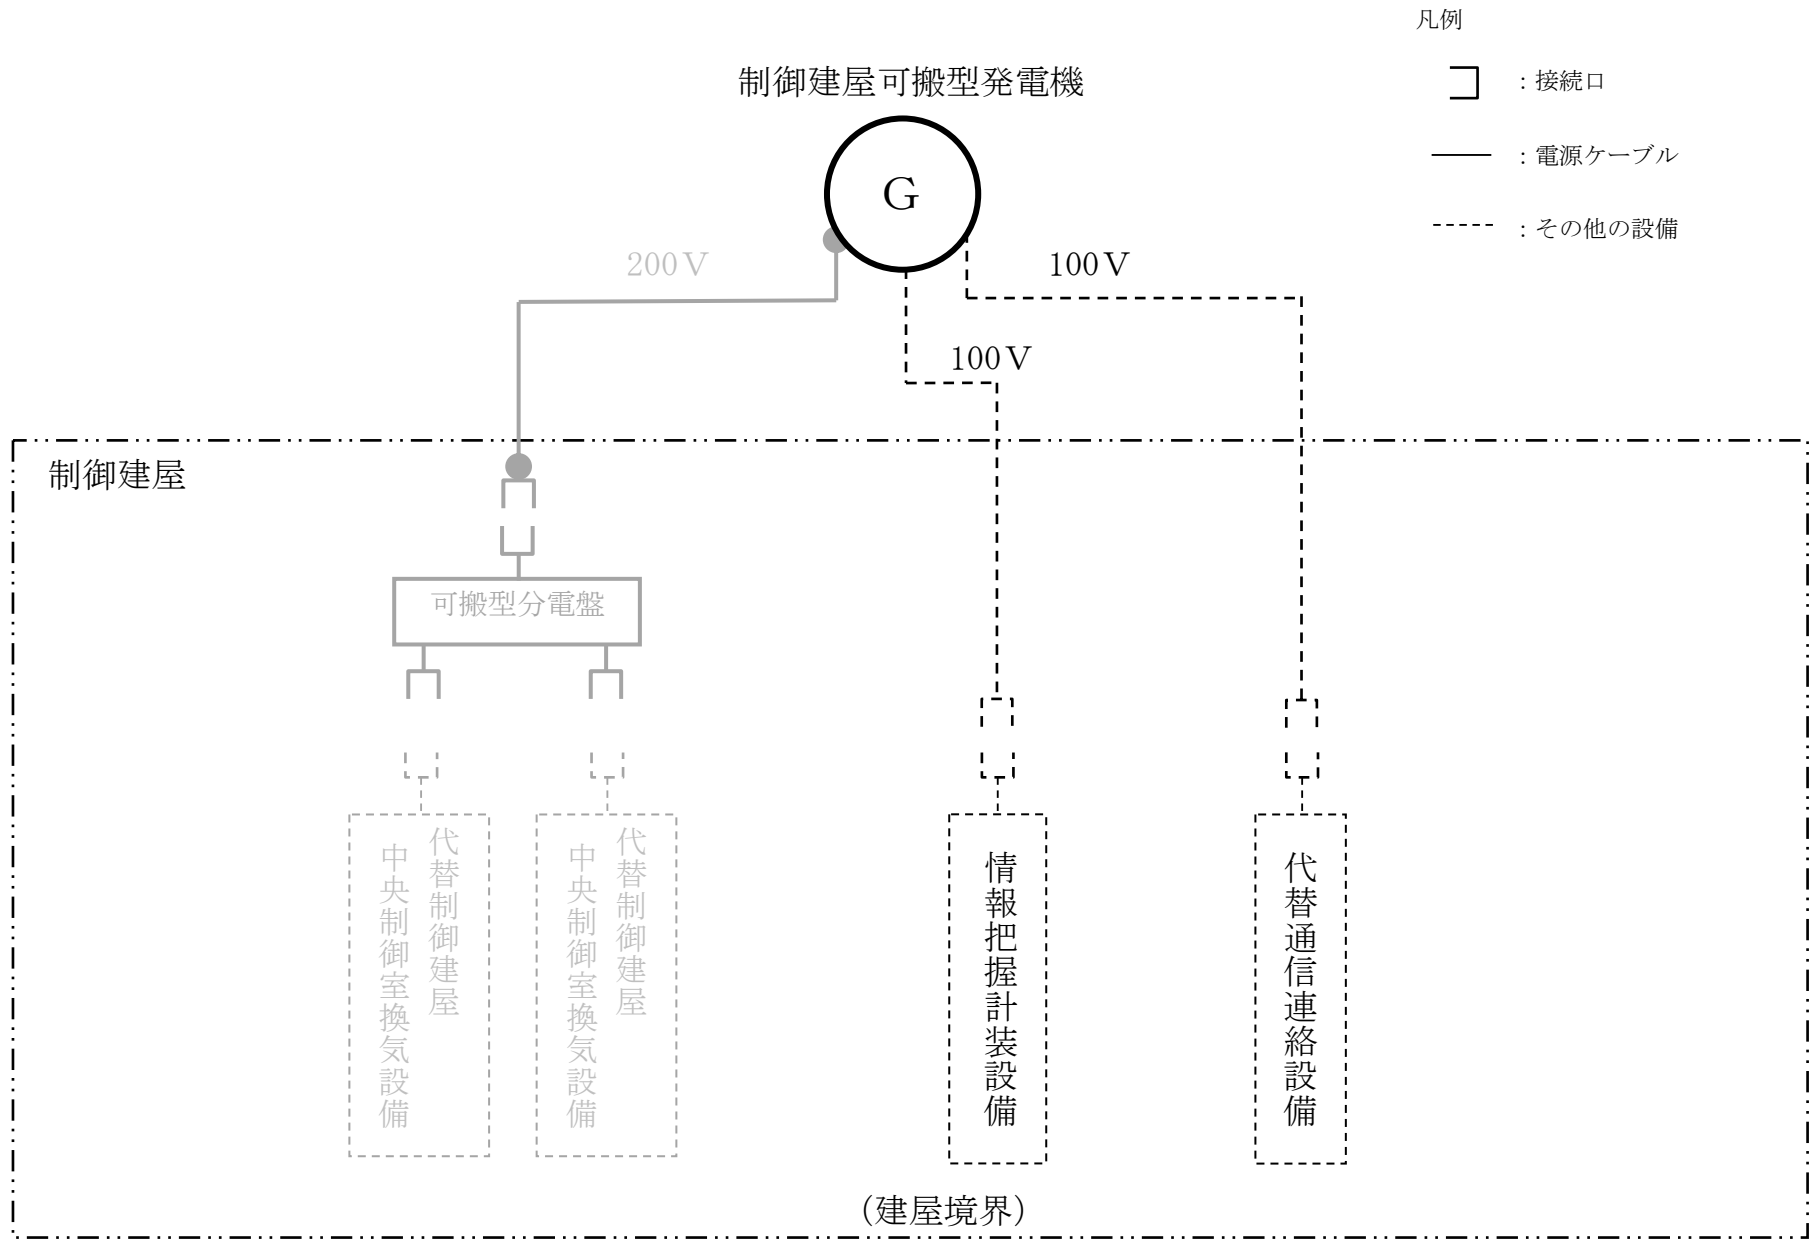 凡例
：接続口
：電源ケーブル
：その他の設備
制御建屋可搬型発電機
G
200V
100V
100V
制御建屋
可搬型分電盤
代替制御建屋
中央制御室換気設備
代替制御建屋
中央制御室換気設備
情報把握計装設備
代替通信連絡設備
（建屋境界）